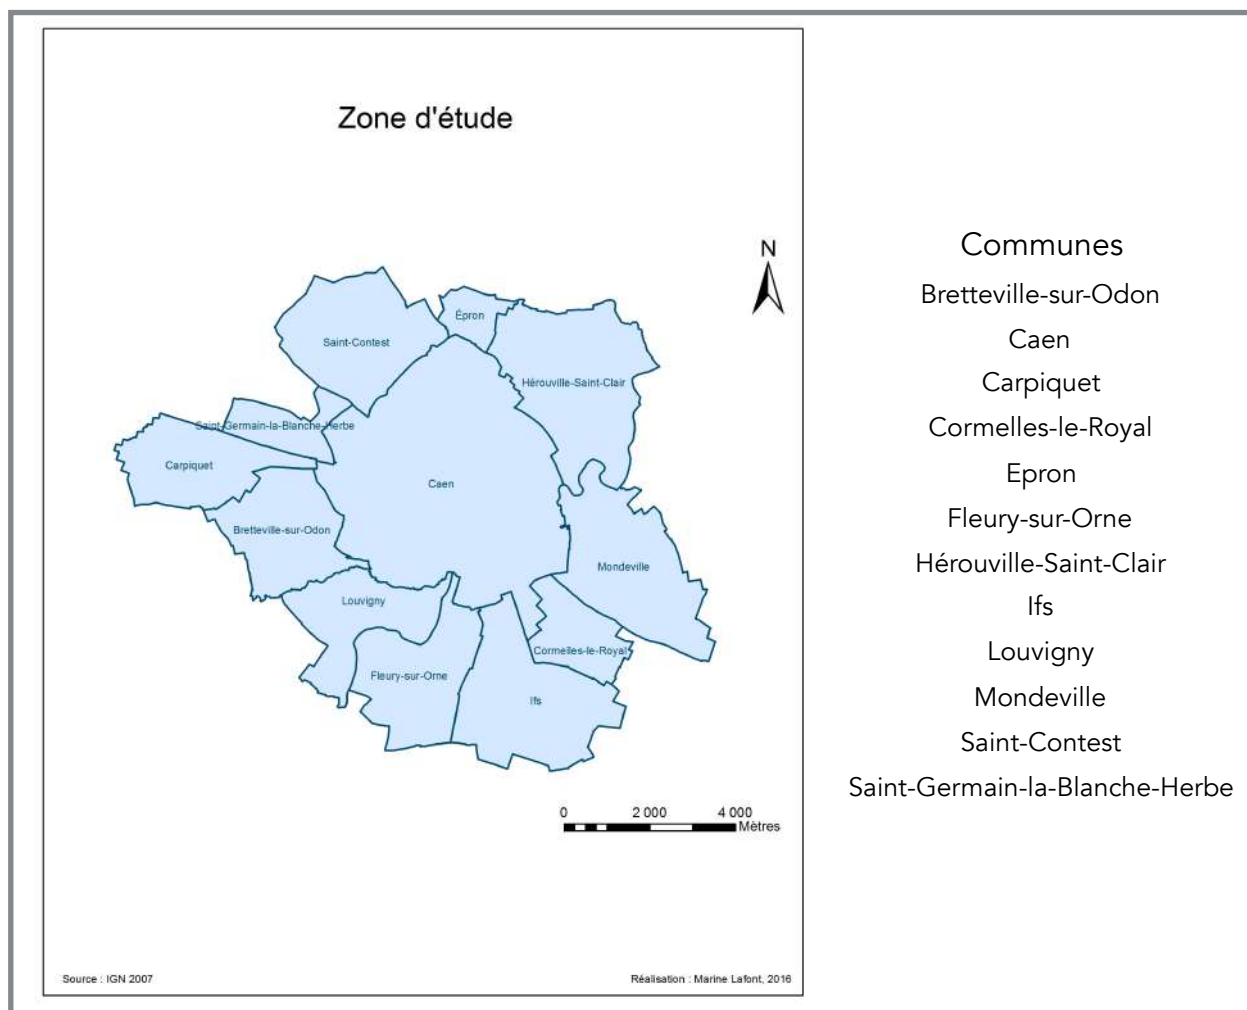 Zone d'étude
N
Épron
Saint-Contest
Hérouville-Saint-Clair
Saint-Germain-la-Blanche-Herbe
Carpiquet
Caen
Bretteville-sur-Odon
Mondeville
Louvigny
Cormelles-le-Royal
Fleury-sur-Orne
Ifs
0 2 000 4 000
Mètres
Source : IGN 2007
Réalisation : Marine Lafont, 2016
Communes
Bretteville-sur-Odon
Caen
Carpiquet
Cormelles-le-Royal
Epron
Fleury-sur-Orne
Hérouville-Saint-Clair
Ifs
Louvigny
Mondeville
Saint-Contest
Saint-Germain-la-Blanche-Herbe